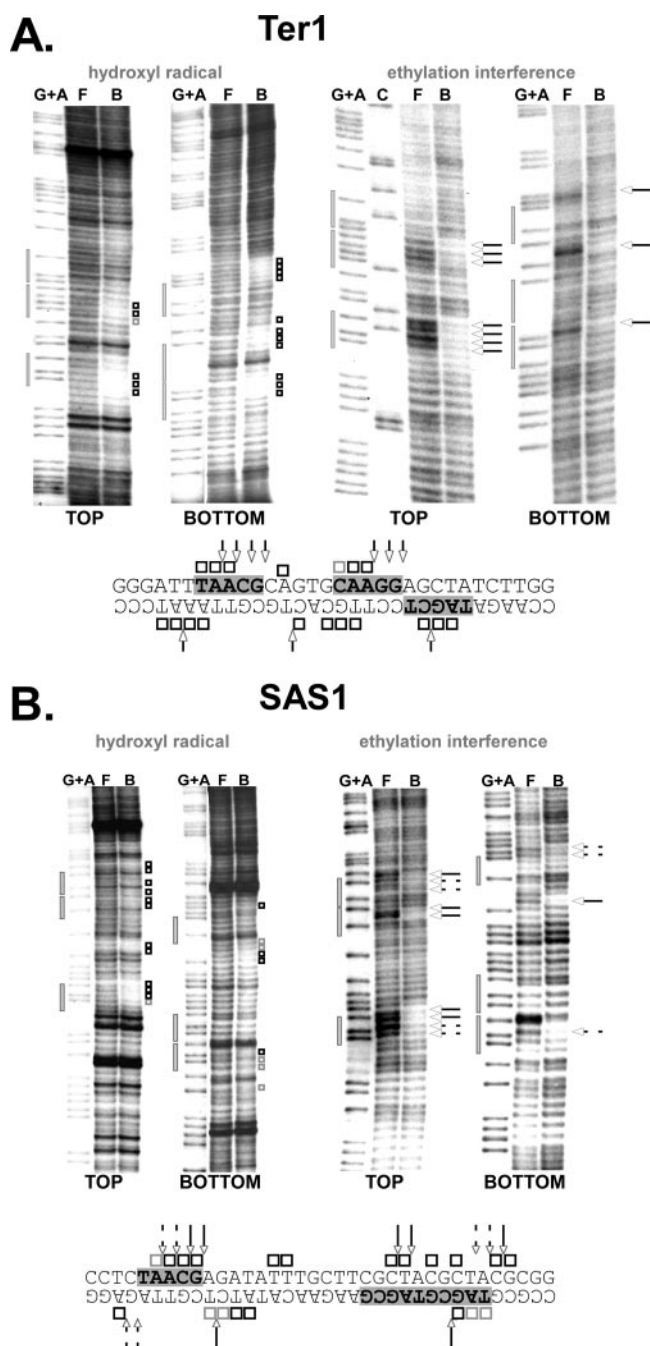 A.
Ter1
hydroxyl radical
ethylation interference
G+A F B
G+A F B
G+A C F B
G+A F B
TOP
BOTTOM
TOP
BOTTOM
GGGATTTAACGCAGTGCAAGGAGCTATCTTGG
CCCTAAATTGCGTCACGTTCCTCGATAGAACC
B.
SAS1
hydroxyl radical
ethylation interference
G+A F B
G+A F B
G+A F B
G+A F B
TOP
BOTTOM
TOP
BOTTOM
CCTCTAACGAGATATTTGCTTCGCTACGCTACGCGG
GGAGATTGCTCTATAAACGAAGCGATGCGATGCGCC